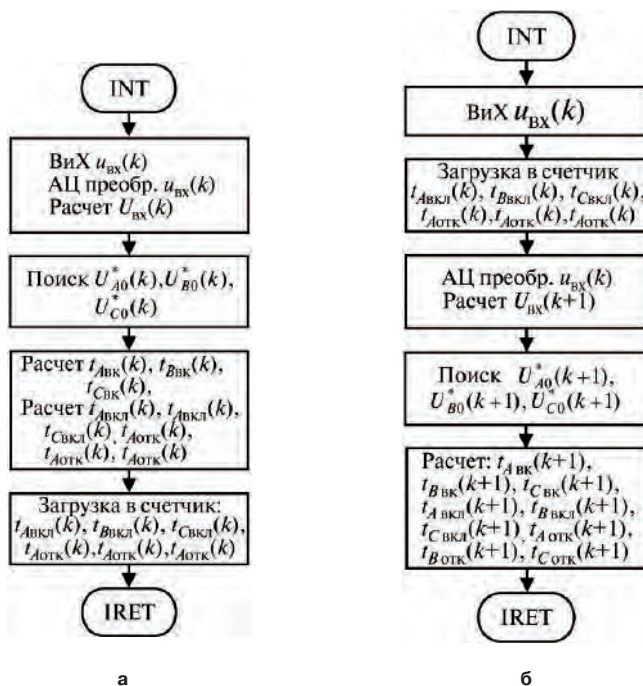 INT
ВиХ uвх(k)
АЦ преобр. uвх(k)
Расчет Uвх(k)
Поиск U*A0(k),U*B0(k),
U*C0(k)
Расчет tAвк(k), tBвк(k),
tCвк(k),
Расчет tAвкл(k), tAвкл(k),
tCвкл(k), tAотк(k),
tAотк(k), tAотк(k)
Загрузка в счетчик:
tAвкл(k), tBвкл(k), tCвкл(k),
tAотк(k),tAотк(k),tAотк(k)
IRET
а
INT
ВиХ uвх(k)
Загрузка в счетчик
tAвкл(k), tBвкл(k), tCвкл(k),
tAотк(k),tAотк(k),tAотк(k)
АЦ преобр. uвх(k)
Расчет Uвх(k+1)
Поиск U*A0(k+1),
U*B0(k+1),U*C0(k+1)
Расчет: tA вк(k+1),
tB вк(k+1), tC вк(k+1),
tA вкл(k+1), tB вкл(k+1),
tC вкл(k+1) tA отк(k+1),
tB отк(k+1), tC отк(k+1)
IRET
б